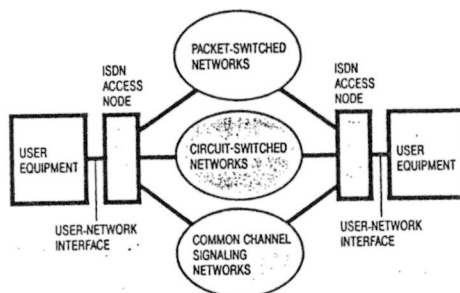 PACKET-SWITCHED
NETWORKS
ISDN
ACCESS
NODE
ISDN
ACCESS
NODE
USER
EQUIPMENT
CIRCUIT-SWITCHED
NETWORKS
USER
EQUIPMENT
USER-NETWORK
INTERFACE
COMMON CHANNEL
SIGNALING
NETWORKS
USER-NETWORK
INTERFACE